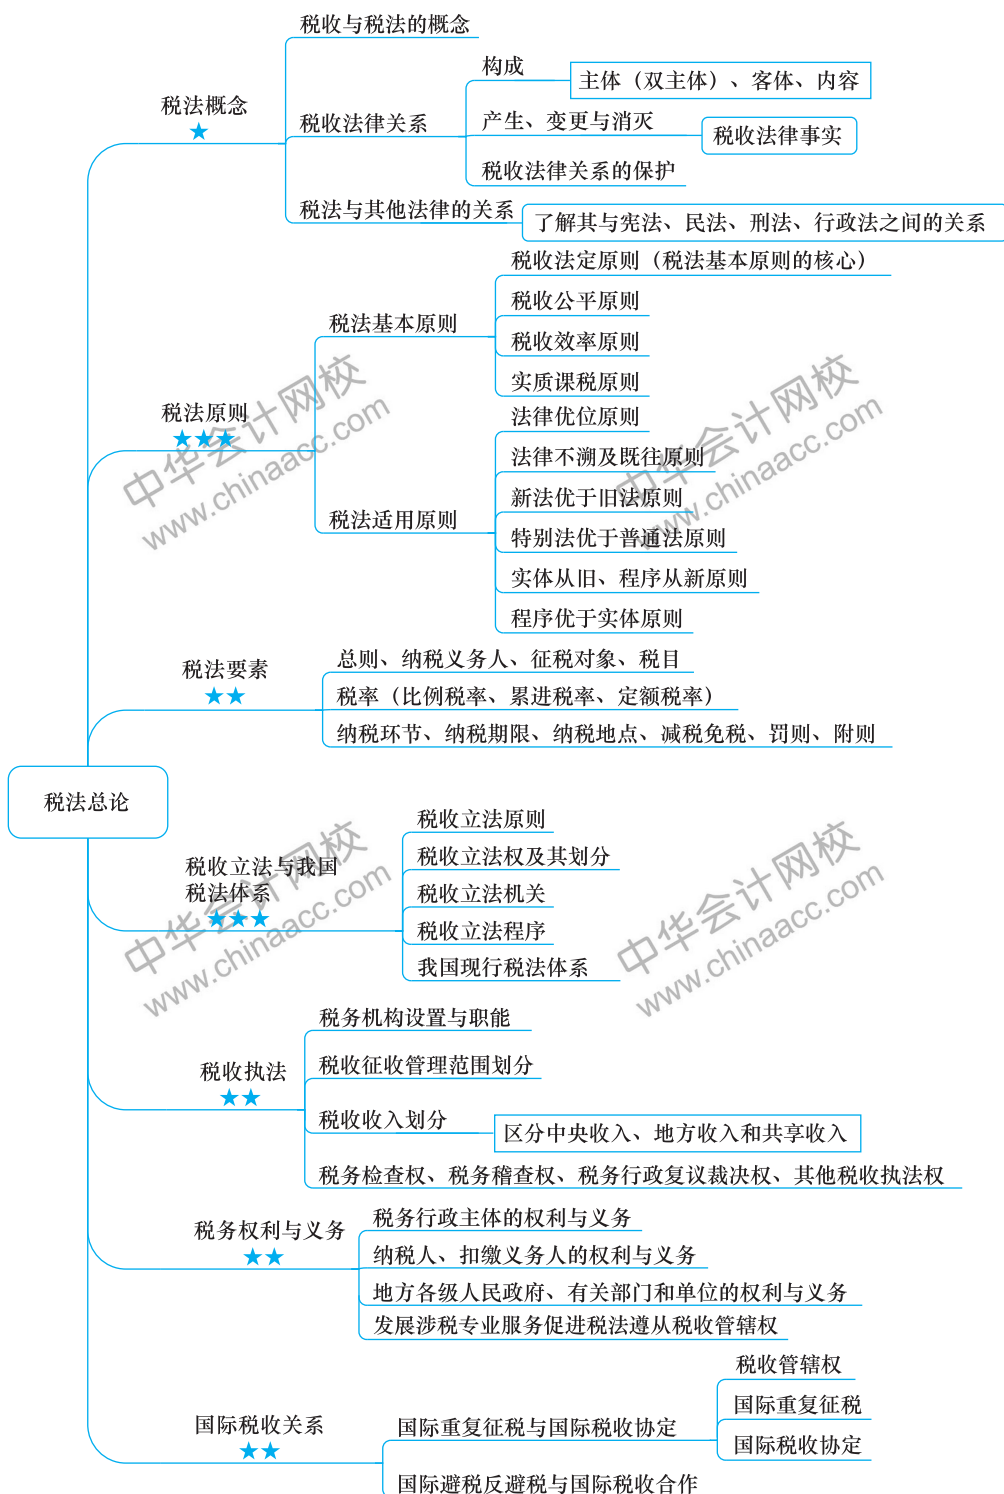 税收与税法的概念
构成
主体（双主体）、客体、内容
税法概念
★
税收法律关系
产生、变更与消灭
税收法律事实
税收法律关系的保护
税法与其他法律的关系
了解其与宪法、民法、刑法、行政法之间的关系
税收法定原则（税法基本原则的核心）
税收公平原则
税法基本原则
税收效率原则
实质课税原则
税法原则
★★★
法律优位原则
法律不溯及既往原则
新法优于旧法原则
税法适用原则
特别法优于普通法原则
实体从旧、程序从新原则
程序优于实体原则
中华会计网校
www.chinaacc.com
中华会计网校
www.chinaacc.com
税法要素
★★
总则、纳税义务人、征税对象、税目
税率（比例税率、累进税率、定额税率）
纳税环节、纳税期限、纳税地点、减税免税、罚则、附则
税法总论
税收立法与我国
税法体系
★★★
税收立法原则
税收立法权及其划分
税收立法机关
税收立法程序
我国现行税法体系
中华会计网校
www.chinaacc.com
中华会计网校
www.chinaacc.com
税务机构设置与职能
税收执法
★★
税收征收管理范围划分
税收收入划分
区分中央收入、地方收入和共享收入
税务检查权、税务稽查权、税务行政复议裁决权、其他税收执法权
税务权利与义务
★★
税务行政主体的权利与义务
纳税人、扣缴义务人的权利与义务
地方各级人民政府、有关部门和单位的权利与义务
发展涉税专业服务促进税法遵从税收管辖权
税收管辖权
国际税收关系
★★
国际重复征税与国际税收协定
国际重复征税
国际税收协定
国际避税反避税与国际税收合作